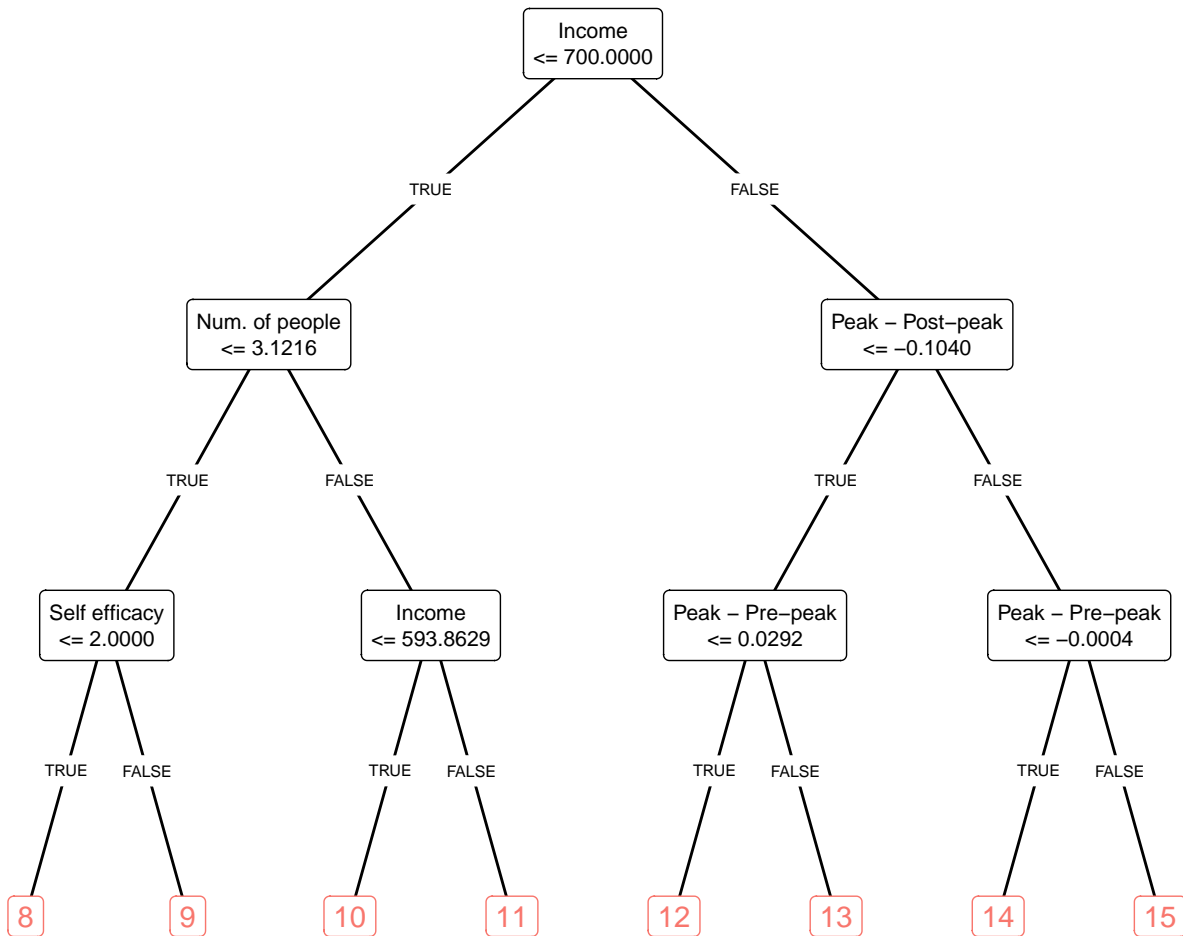 Income
<= 700.0000
TRUE
FALSE
Num. of people
<= 3.1216
Peak − Post−peak
<= −0.1040
TRUE
FALSE
TRUE
FALSE
Self efficacy
<= 2.0000
Income
<= 593.8629
Peak − Pre−peak
<= 0.0292
Peak − Pre−peak
<= −0.0004
TRUE
FALSE
TRUE
FALSE
TRUE
FALSE
TRUE
FALSE
8
9
10
11
12
13
14
15